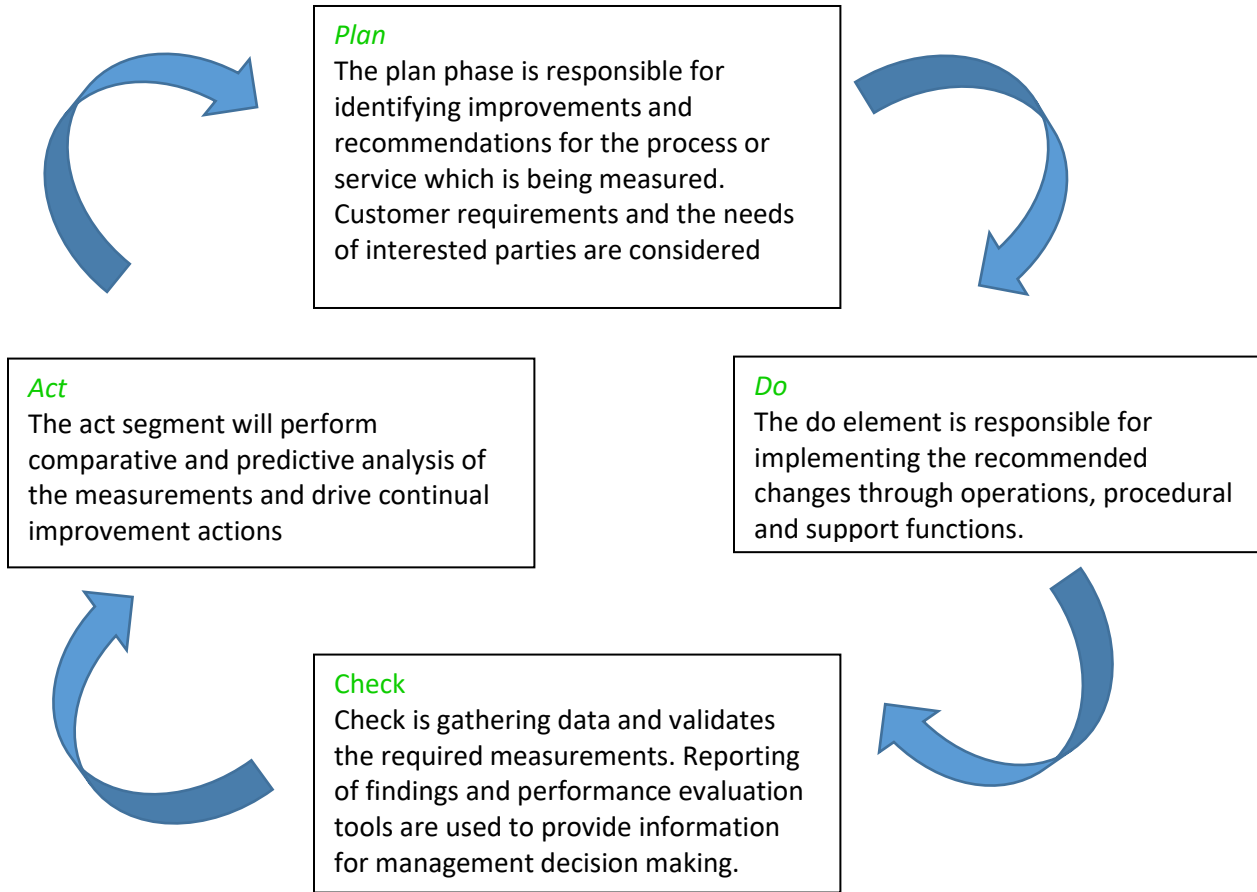 Plan
The plan phase is responsible for
identifying improvements and
recommendations for the process or
service which is being measured.
Customer requirements and the needs
of interested parties are considered
Act
The act segment will perform
comparative and predictive analysis of
the measurements and drive continual
improvement actions
Do
The do element is responsible for
implementing the recommended
changes through operations, procedural
and support functions.
Check
Check is gathering data and validates
the required measurements. Reporting
of findings and performance evaluation
tools are used to provide information
for management decision making.